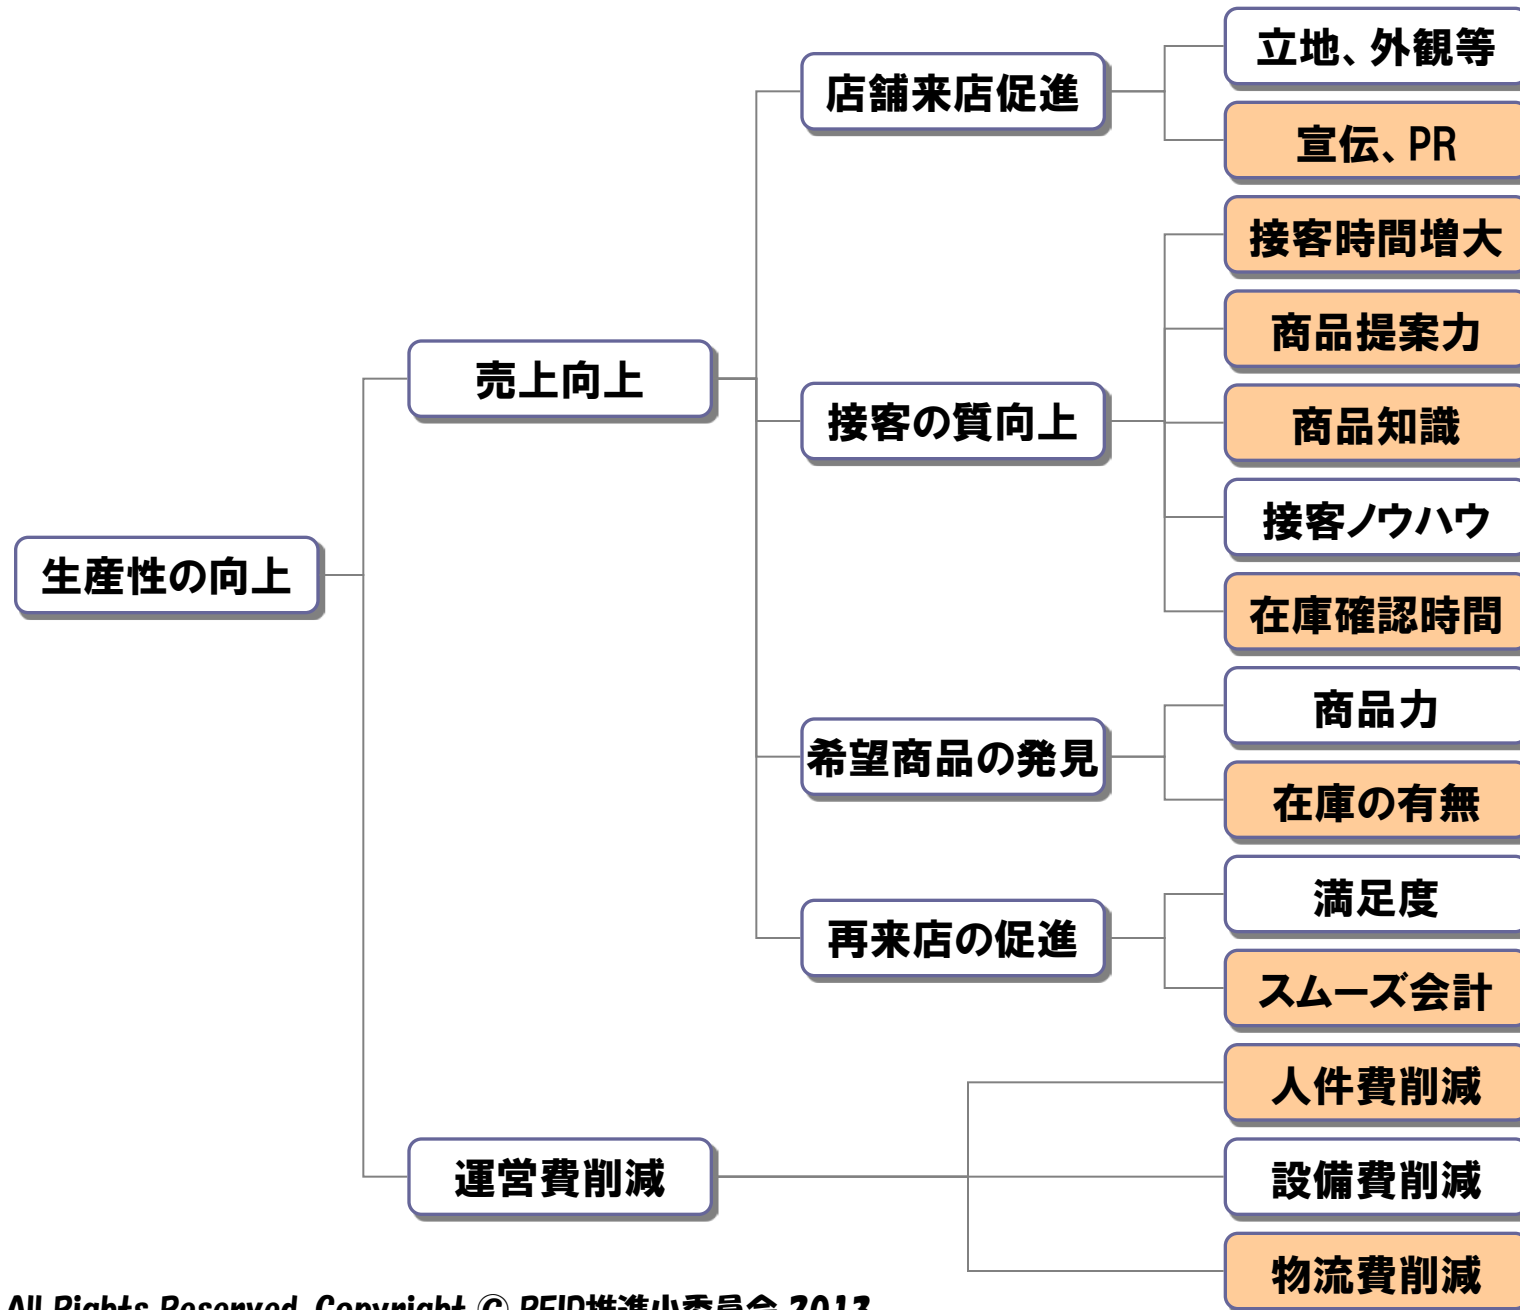 立地、外観等
店舗来店促進
宣伝、PR
接客時間増大
商品提案力
売上向上
接客の質向上
商品知識
接客ノウハウ
生産性の向上
在庫確認時間
商品力
希望商品の発見
在庫の有無
満足度
再来店の促進
スムーズ会計
人件費削減
運営費削減
設備費削減
物流費削減
All Rights Reserved, Copyright © RFID推進小委員会 2013